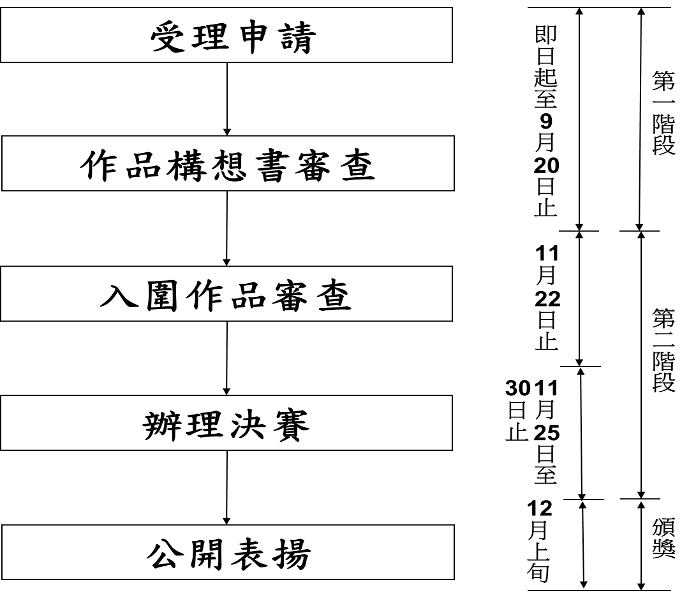 受理申請
作品構想書審查
入圍作品審查
辦理決賽
公開表揚
即日起至9月20日止
11月22日止
11月25日至
30日止
12月上旬
第一階段
第二階段
頒獎